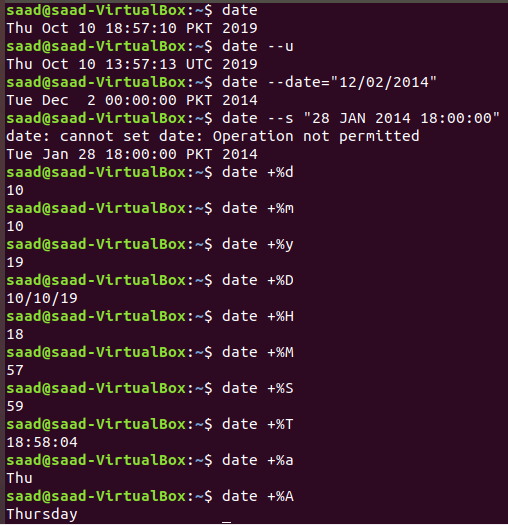 saad@saad-VirtualBox:~$ date
Thu Oct 10 18:57:10 PKT 2019
saad@saad-VirtualBox:~$ date --u
Thu Oct 10 13:57:13 UTC 2019
saad@saad-VirtualBox:~$ date --date="12/02/2014"
Tue Dec  2 00:00:00 PKT 2014
saad@saad-VirtualBox:~$ date --s "28 JAN 2014 18:00:00"
date: cannot set date: Operation not permitted
Tue Jan 28 18:00:00 PKT 2014
saad@saad-VirtualBox:~$ date +%d
10
saad@saad-VirtualBox:~$ date +%m
10
saad@saad-VirtualBox:~$ date +%y
19
saad@saad-VirtualBox:~$ date +%D
10/10/19
saad@saad-VirtualBox:~$ date +%H
18
saad@saad-VirtualBox:~$ date +%M
57
saad@saad-VirtualBox:~$ date +%S
59
saad@saad-VirtualBox:~$ date +%T
18:58:04
saad@saad-VirtualBox:~$ date +%a
Thu
saad@saad-VirtualBox:~$ date +%A
Thursday